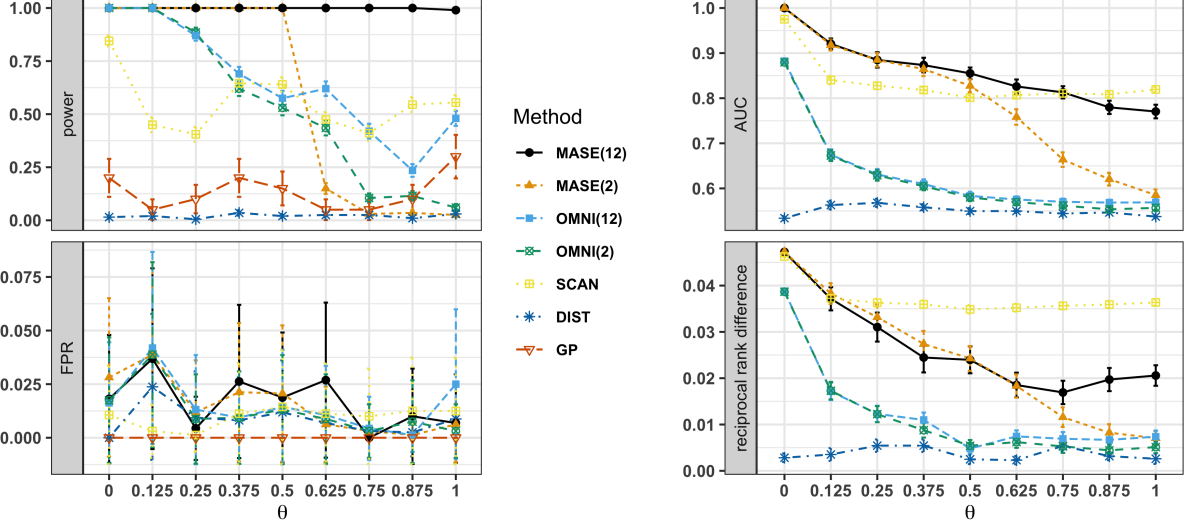 power
1.00
0.75
0.50
0.25
0.00
FPR
0.075
0.050
0.025
0.000
0 0.125 0.25 0.375 0.5 0.625 0.75 0.875 1
θ
Method
MASE(12)
MASE(2)
OMNI(12)
OMNI(2)
SCAN
DIST
GP
AUC
1.0
0.9
0.8
0.7
0.6
reciprocal rank difference
0.04
0.03
0.02
0.01
0.00
0 0.125 0.25 0.375 0.5 0.625 0.75 0.875 1
θ